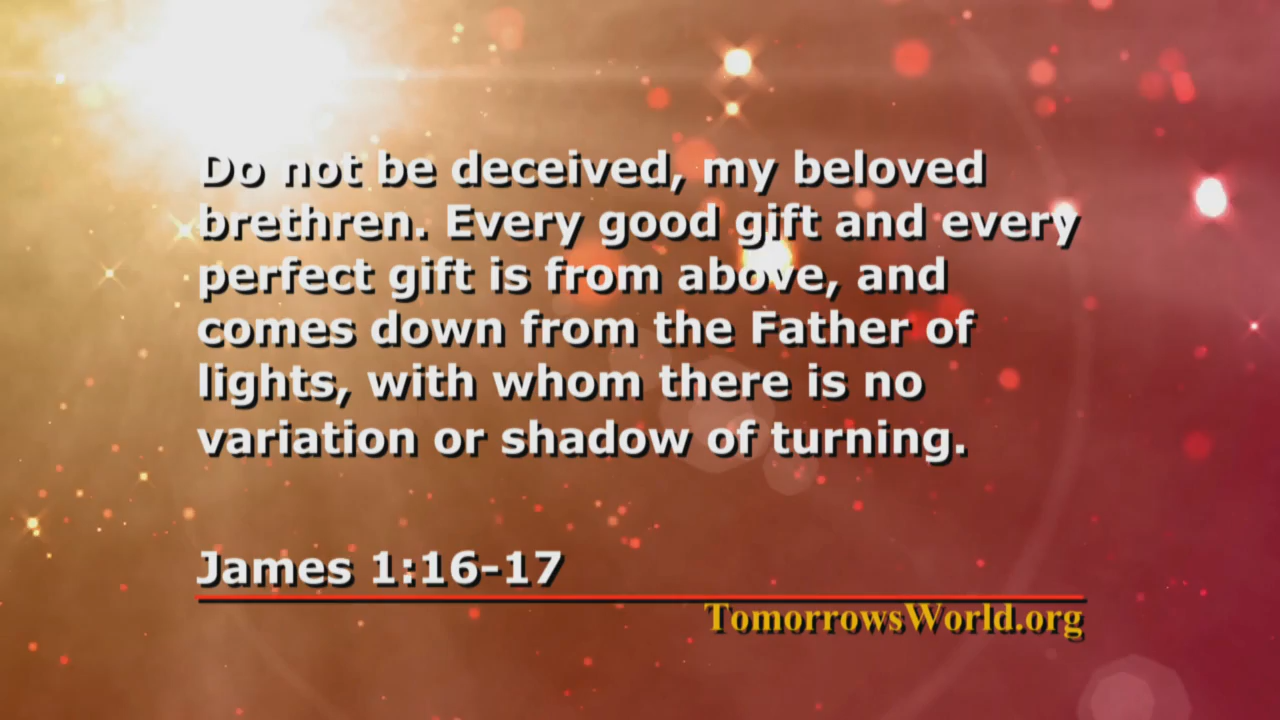 Do not be deceived, my beloved
brethren. Every good gift and every
perfect gift is from above, and
comes down from the Father of
lights, with whom there is no
variation or shadow of turning.
James 1:16-17
TomorrowsWorld.org